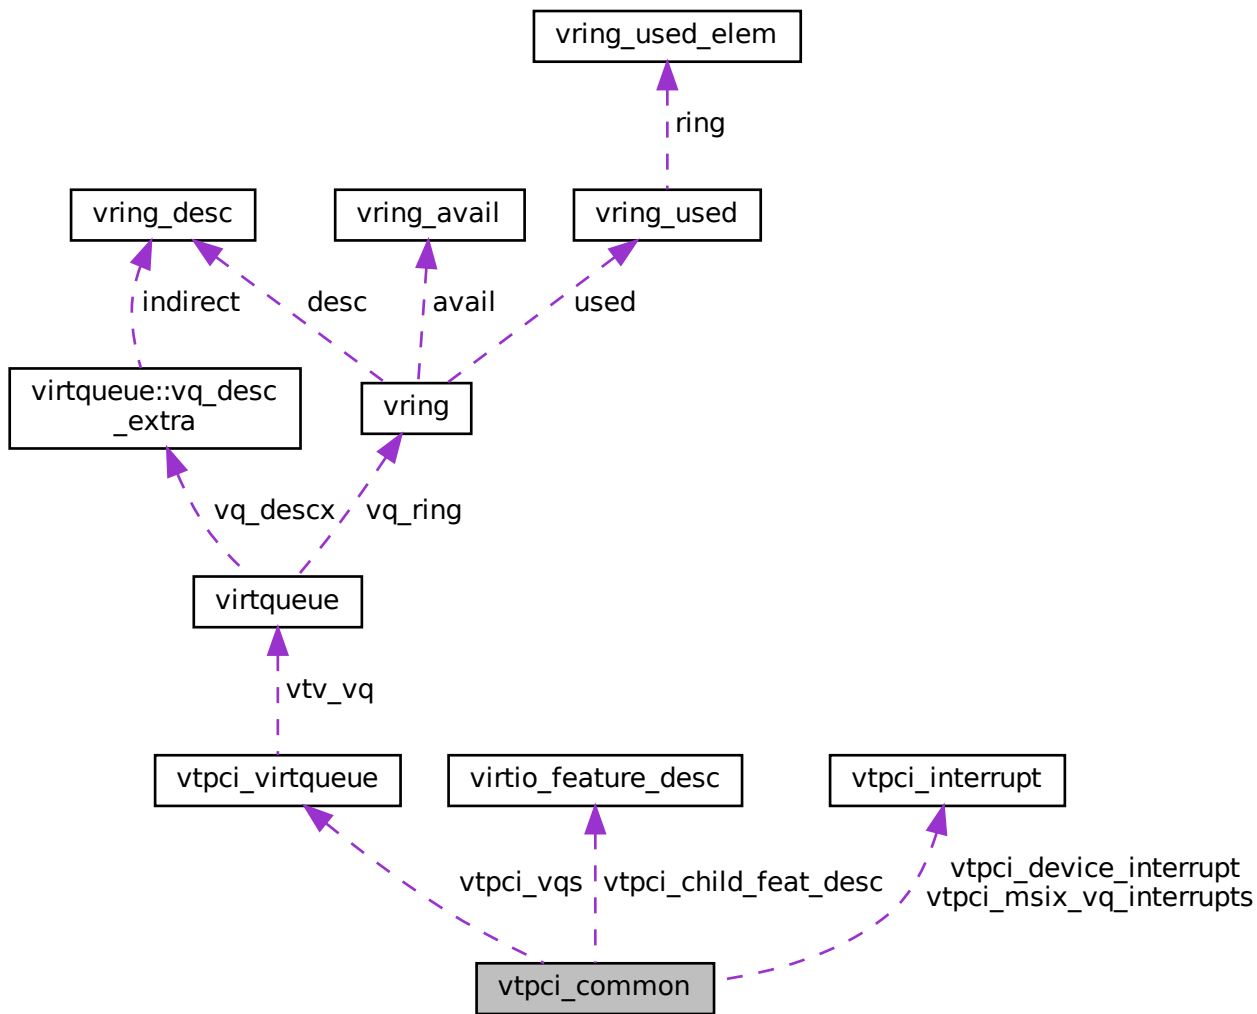 vring_used_elem
ring
vring_desc
vring_avail
vring_used
indirect
desc
avail
used
virtqueue::vq_desc
_extra
vring
vq_descx
vq_ring
virtqueue
vtv_vq
vtpci_virtqueue
virtio_feature_desc
vtpci_interrupt
vtpci_vqs
vtpci_child_feat_desc
vtpci_device_interrupt
vtpci_msix_vq_interrupts
vtpci_common